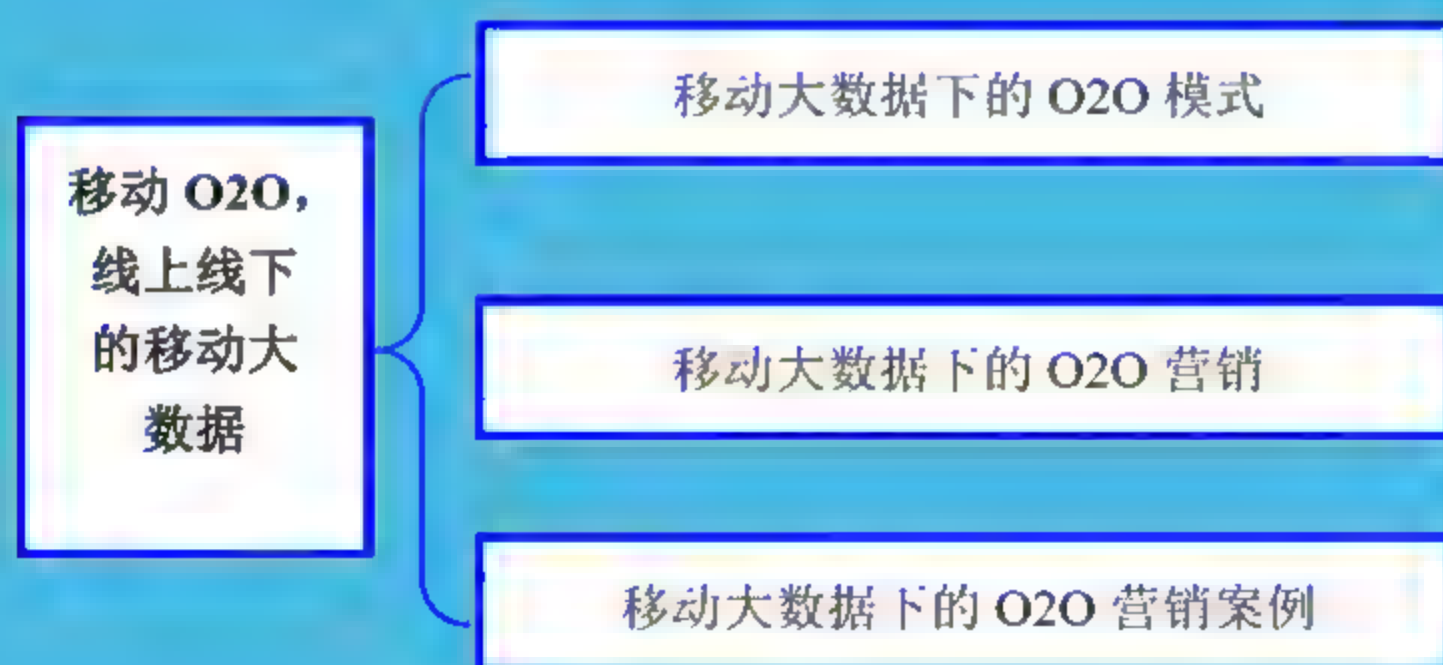 移动 O2O，
线上线下
的移动大
数据
移动大数据下的 O2O 模式
移动大数据下的 O2O 营销
移动大数据下的 O2O 营销案例